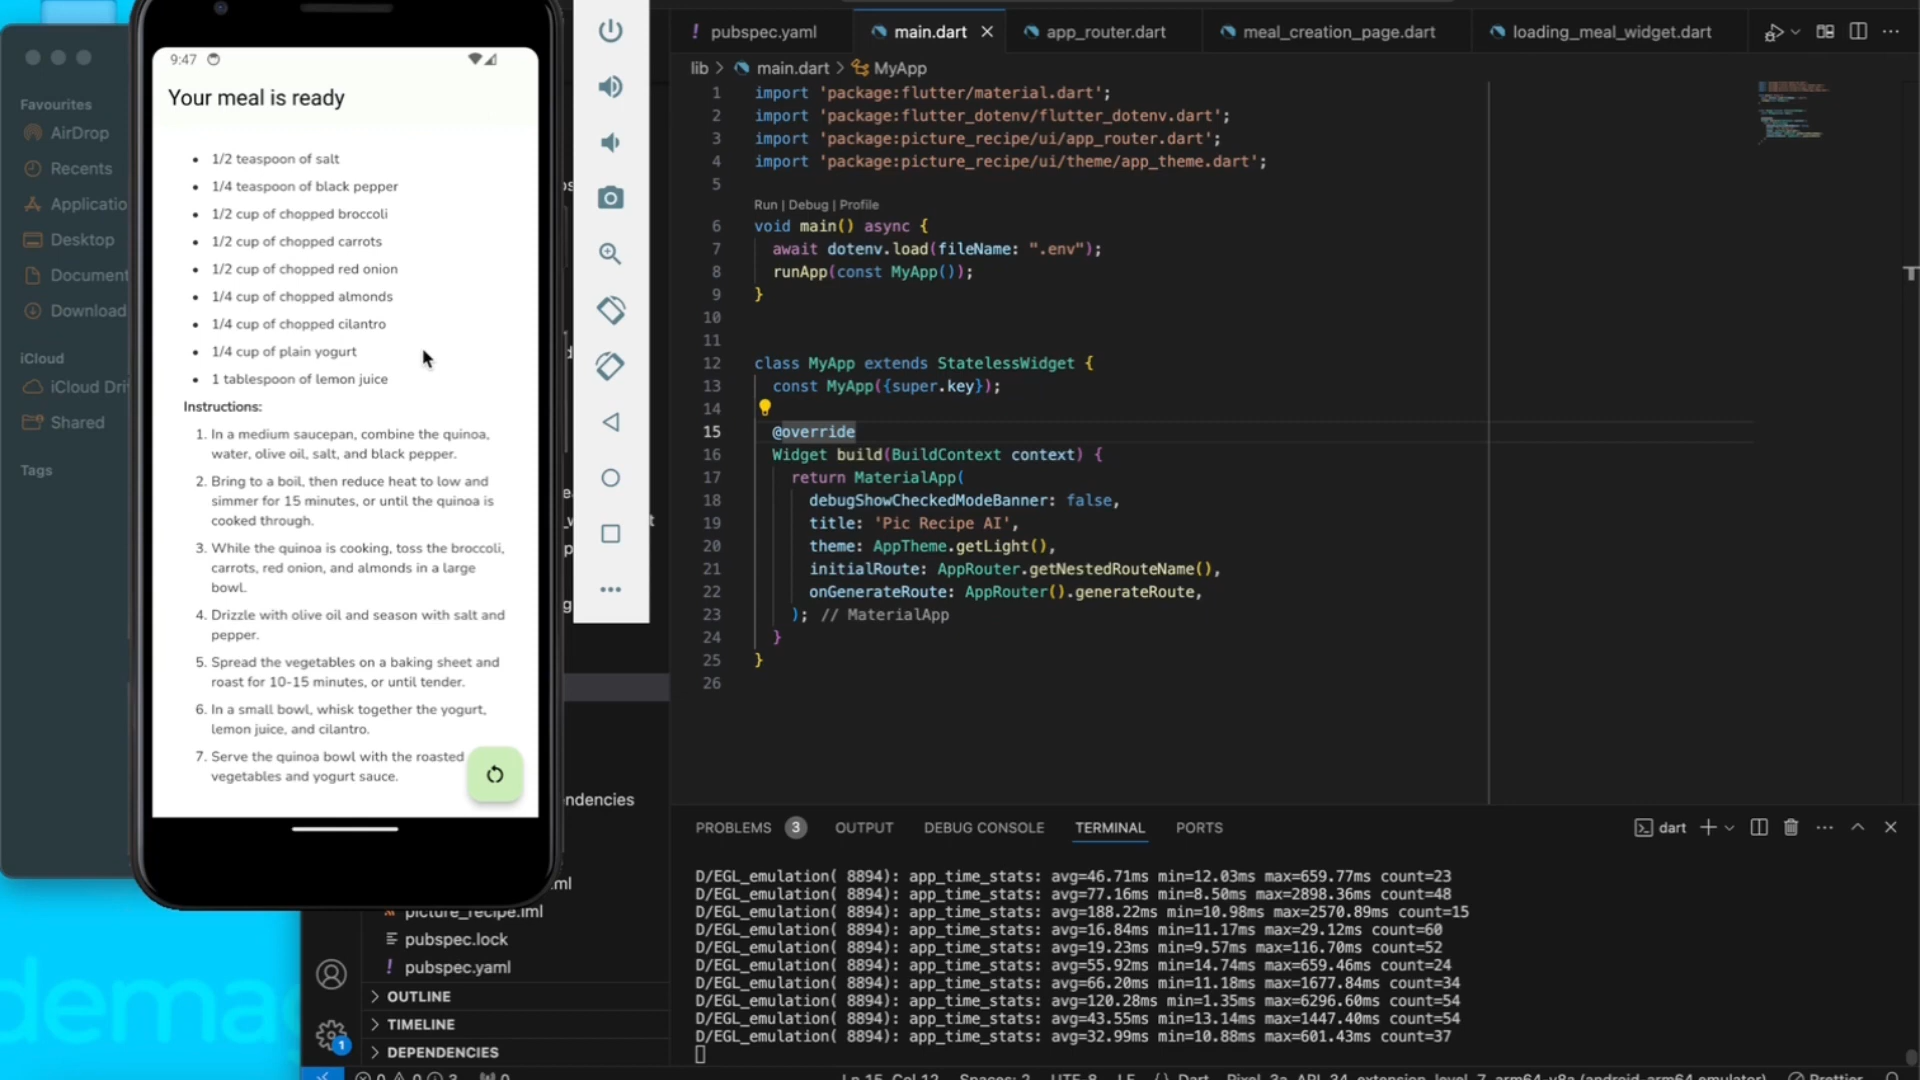 Favourites
AirDrop
Recents
Applicatio
Desktop
Document
Download
iCloud
iCloud Dri
Shared
Tags
9:47
Your meal is ready
1/2 teaspoon of salt
1/4 teaspoon of black pepper
1/2 cup of chopped broccoli
1/2 cup of chopped carrots
1/2 cup of chopped red onion
1/4 cup of chopped almonds
1/4 cup of chopped cilantro
1/4 cup of plain yogurt
1 tablespoon of lemon juice
Instructions:
1. In a medium saucepan, combine the quinoa,
water, olive oil, salt, and black pepper.
2. Bring to a boil, then reduce heat to low and
simmer for 15 minutes, or until the quinoa is
cooked through.
3. While the quinoa is cooking, toss the broccoli,
carrots, red onion, and almonds in a large
bowl.
4. Drizzle with olive oil and season with salt and
pepper.
5. Spread the vegetables on a baking sheet and
roast for 10-15 minutes, or until tender.
6. In a small bowl, whisk together the yogurt,
lemon juice, and cilantro.
7. Serve the quinoa bowl with the roasted
vegetables and yogurt sauce.
endencies
ml
picture_recipe.iml
pubspec.lock
! pubspec.yaml
OUTLINE
TIMELINE
DEPENDENCIES
1
demac
! pubspec.yaml
main.dart
app_router.dart
meal_creation_page.dart
loading_meal_widget.dart
lib > main.dart > MyApp
1 import 'package:flutter/material.dart';
2 import 'package:flutter_dotenv/flutter_dotenv.dart';
3 import 'package:picture_recipe/ui/app_router.dart';
4 import 'package:picture_recipe/ui/theme/app_theme.dart';
5
Run | Debug | Profile
6 void main() async {
7 await dotenv.load(fileName: ".env");
8 runApp(const MyApp());
9 }
10
11
12 class MyApp extends StatelessWidget {
13 const MyApp({super.key});
14
15 @override
16 Widget build(BuildContext context) {
17 return MaterialApp(
18 debugShowCheckedModeBanner: false,
19 title: 'Pic Recipe AI',
20 theme: AppTheme.getLight(),
21 initialRoute: AppRouter.getNestedRouteName(),
22 onGenerateRoute: AppRouter().generateRoute,
23 ); // MaterialApp
24 }
25 }
26
PROBLEMS 3 OUTPUT DEBUG CONSOLE TERMINAL PORTS
dart
D/EGL_emulation( 8894): app_time_stats: avg=46.71ms min=12.03ms max=659.77ms count=23
D/EGL_emulation( 8894): app_time_stats: avg=77.16ms min=8.50ms max=2898.36ms count=48
D/EGL_emulation( 8894): app_time_stats: avg=188.22ms min=10.98ms max=2570.89ms count=15
D/EGL_emulation( 8894): app_time_stats: avg=16.84ms min=11.17ms max=29.12ms count=60
D/EGL_emulation( 8894): app_time_stats: avg=19.23ms min=9.57ms max=116.70ms count=52
D/EGL_emulation( 8894): app_time_stats: avg=55.92ms min=14.74ms max=659.46ms count=24
D/EGL_emulation( 8894): app_time_stats: avg=66.20ms min=11.18ms max=1677.84ms count=34
D/EGL_emulation( 8894): app_time_stats: avg=120.28ms min=1.35ms max=6296.60ms count=54
D/EGL_emulation( 8894): app_time_stats: avg=43.55ms min=13.14ms max=1447.40ms count=54
D/EGL_emulation( 8894): app_time_stats: avg=32.99ms min=10.88ms max=601.43ms count=37
Ln 15, Col 12 Spaces: 2 UTF-8 LF {} Dart